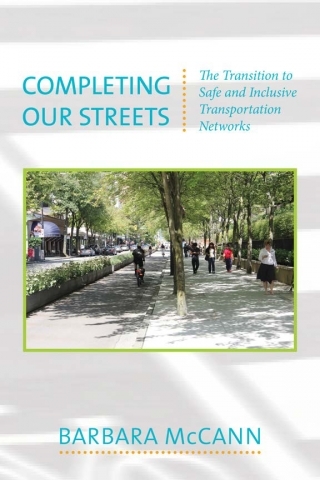 COMPLETING
OUR STREETS
The Transition to
Safe and Inclusive
Transportation
Networks
BARBARA McCANN